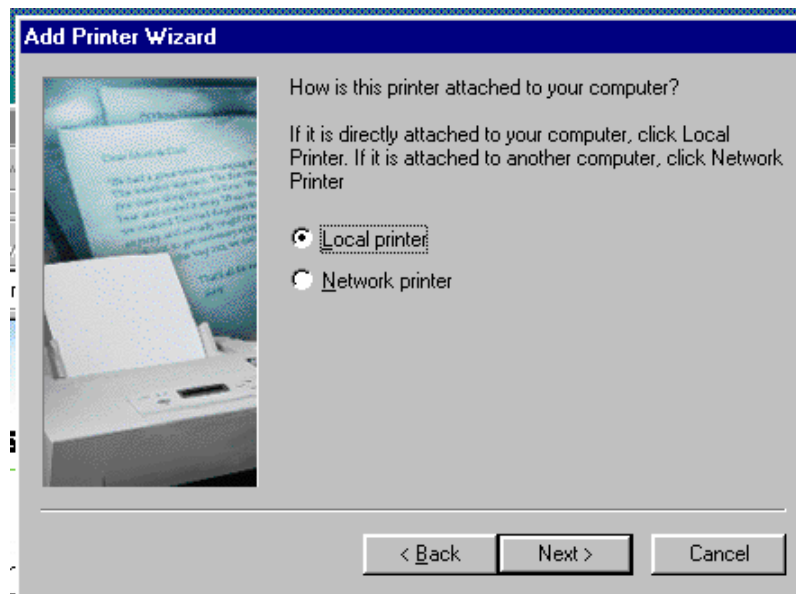 Add Printer Wizard
How is this printer attached to your computer?
If it is directly attached to your computer, click Local
Printer. If it is attached to another computer, click Network
Printer
Local printer
Network printer
< Back
Next >
Cancel